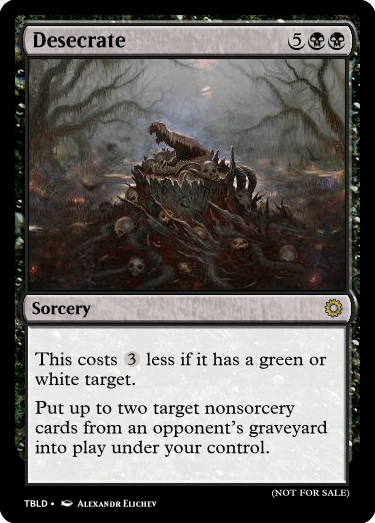 Desecrate 5
Sorcery
This costs 3 less if it has a green or
white target.
Put up to two target nonsorcery
cards from an opponent's graveyard
into play under your control.
(NOT FOR SALE)
TBLD • Alexandr Elichev